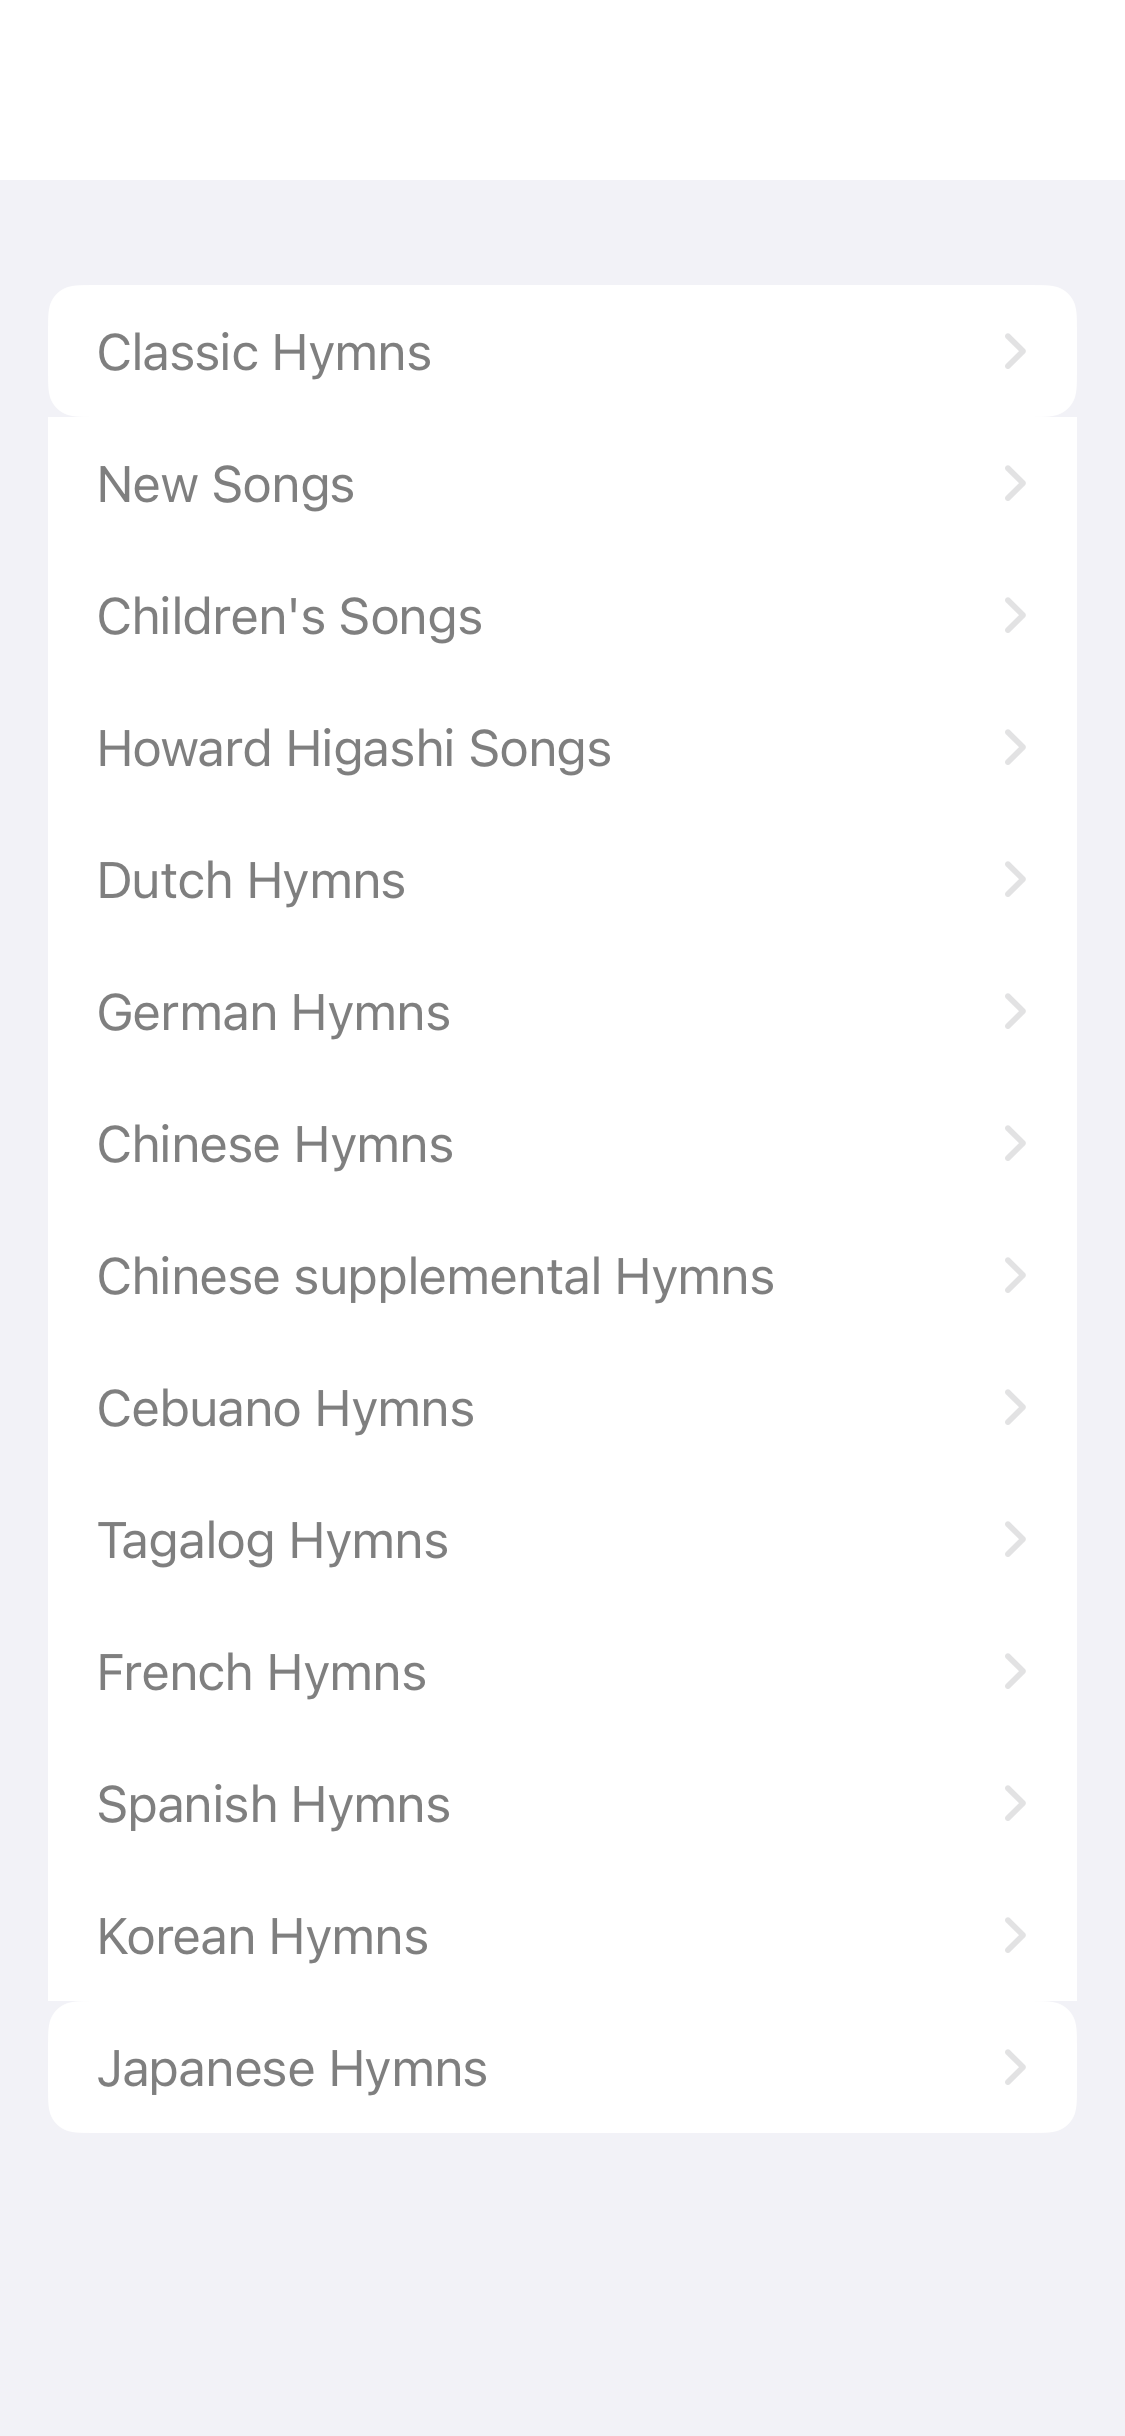 Classic Hymns
New Songs
Children's Songs
Howard Higashi Songs
Dutch Hymns
German Hymns
Chinese Hymns
Chinese supplemental Hymns
Cebuano Hymns
Tagalog Hymns
French Hymns
Spanish Hymns
Korean Hymns
Japanese Hymns